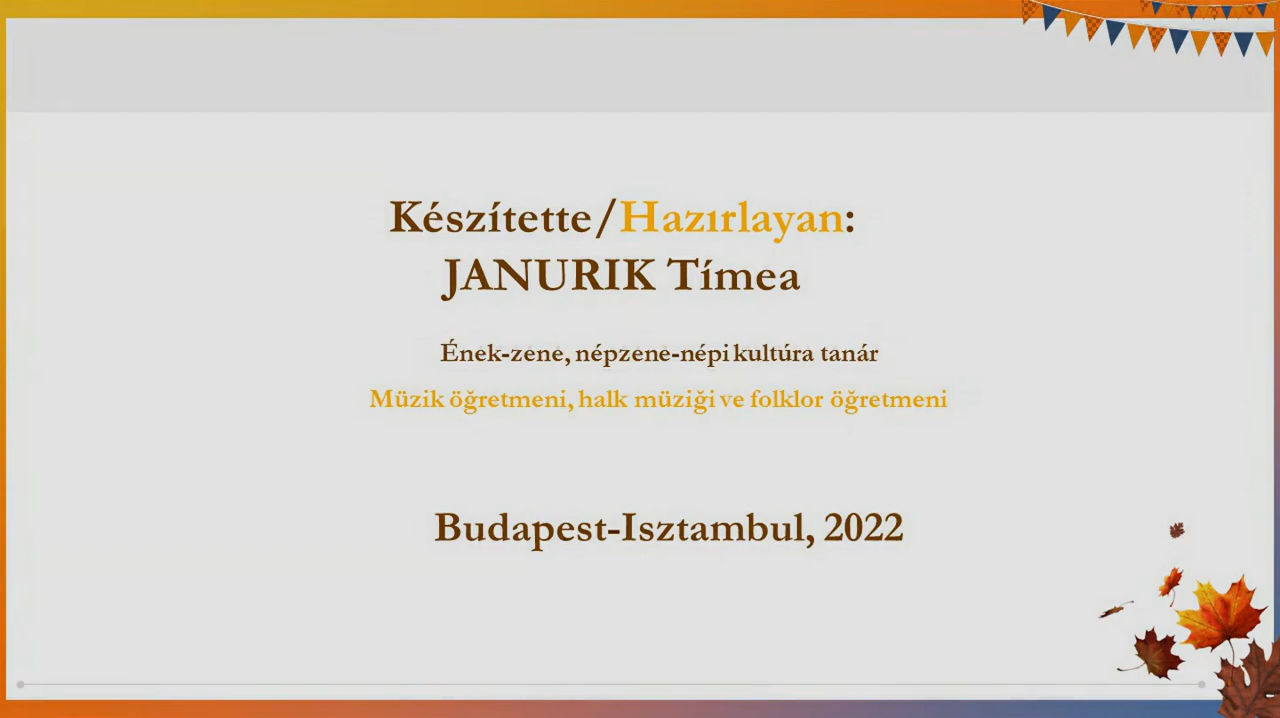 Készítette/Hazırlayan:
JANURIK Tímea
Ének-zene, népzene-népi kultúra tanár
Müzik öğretmeni, halk müziği ve folklor öğretmeni
Budapest-Isztambul, 2022